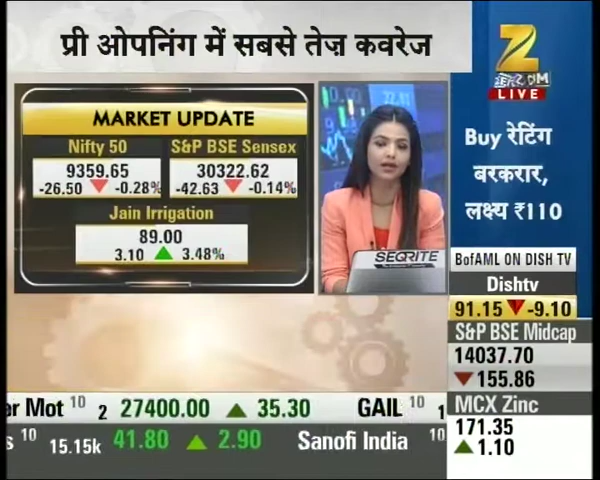 प्री ओपनिंग में सबसे तेज़ कवरेज
LIVE
MARKET UPDATE
Nifty 50
9359.65
-26.50 -0.28%
S&P BSE Sensex
30322.62
-42.63 -0.14%
Jain Irrigation
89.00
3.10 3.48%
SEQRITE
Buy रेटिंग
बरकरार,
लक्ष्य ₹110
BofAML ON DISH TV
Dishtv
91.15 -9.10
S&P BSE Midcap
14037.70
155.86
MCX Zinc
171.35
1.10
er Mot 10 2 27400.00 35.30 GAIL 10 1
s 10 15.15k 41.80 2.90 Sanofi India 10